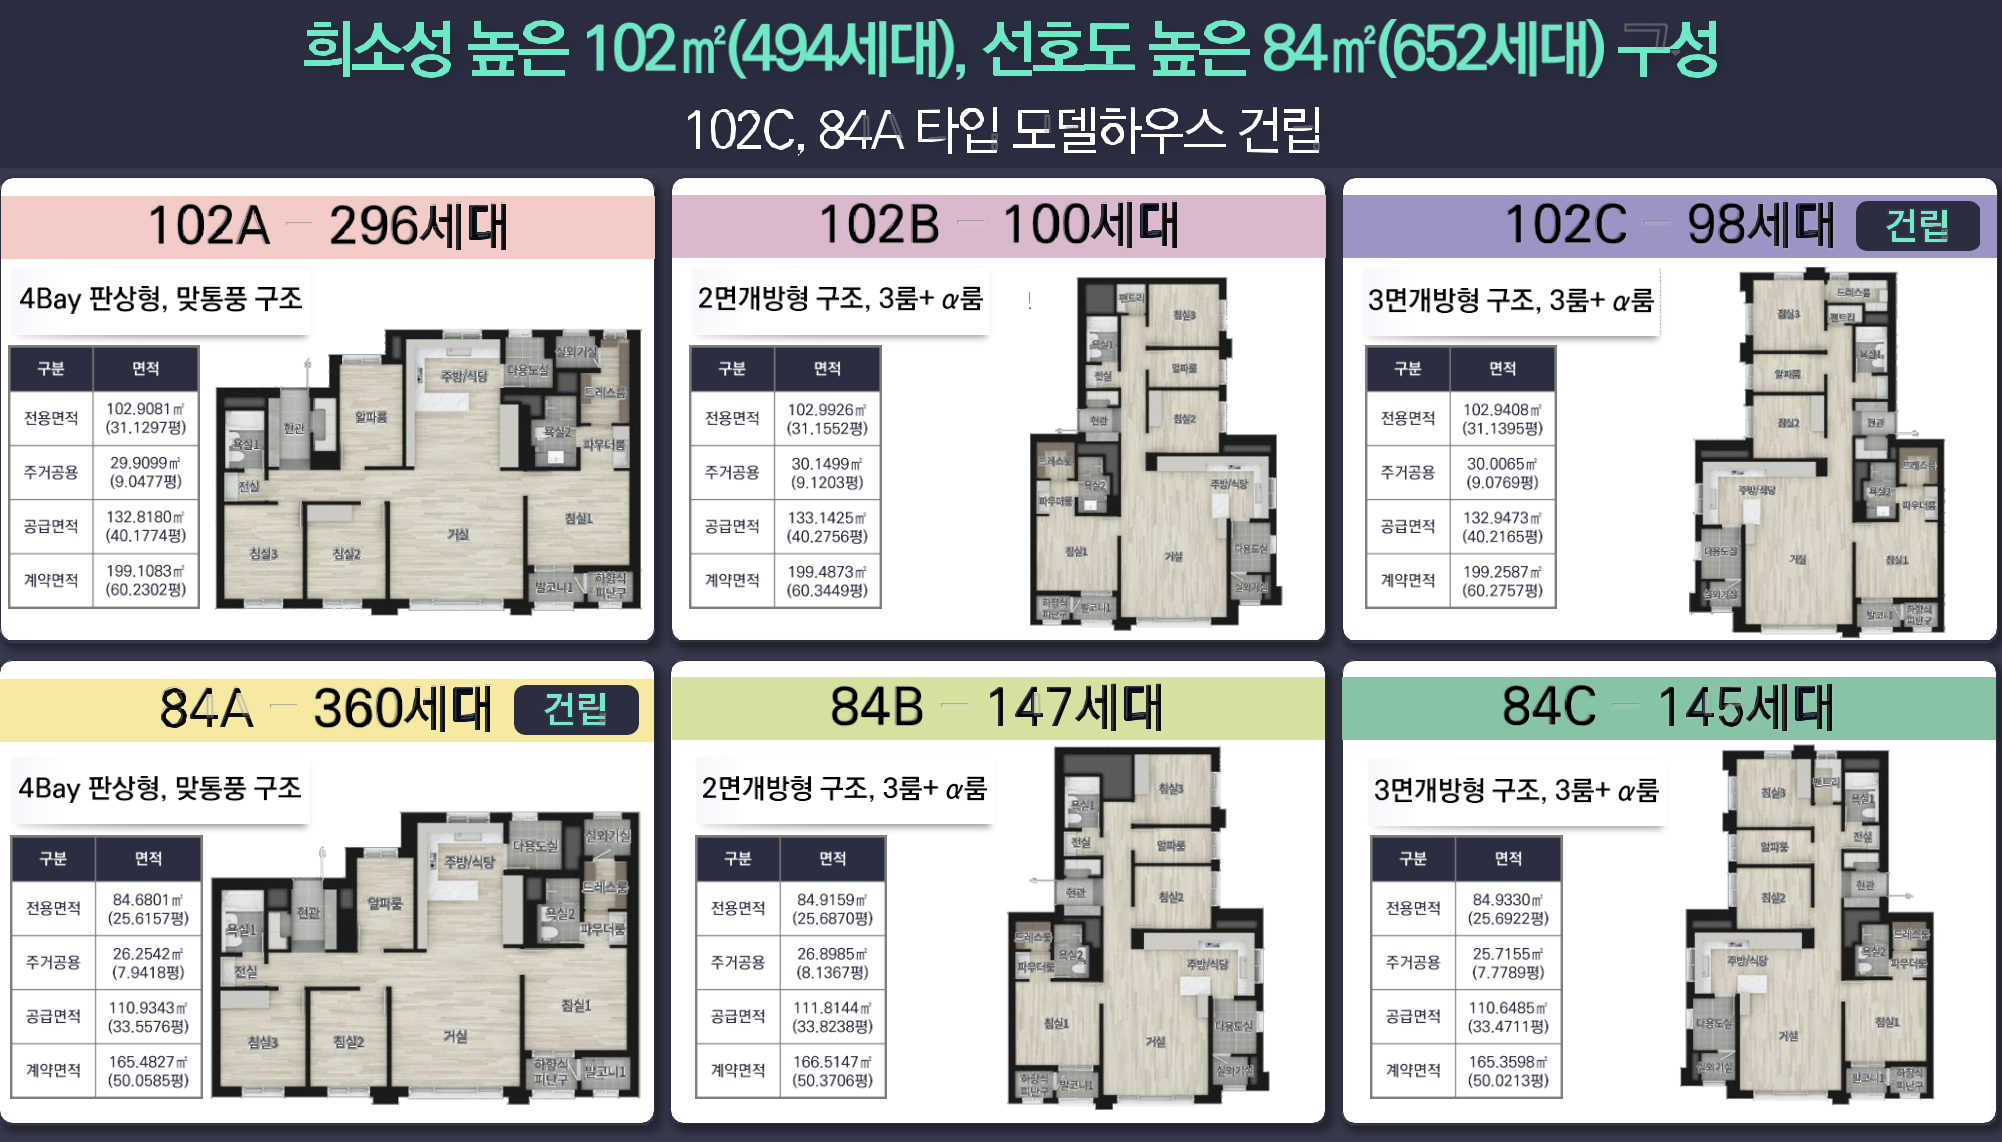 희소성 높은 102㎡(494세대), 선호도 높은 84㎡(652세대) 구성
102C, 84A 타입 모델하우스 건립
102A - 296세대
4Bay 판상형, 맞통풍 구조
구분 면적
전용면적 102.9081㎡
(31.1297평)
주거공용 29.9099㎡
(9.0477평)
공급면적 132.8180㎡
(40.1774평)
계약면적 199.1083㎡
(60.2302평)
주방/식당
다용도실
실외기실
드레스룸
알파룸
현관
욕실1
욕실2
파우더룸
전실
침실1
거실
침실3
침실2
발코니1
하향식
피난구
102B - 100세대
2면개방형 구조, 3룸+ α룸
구분 면적
전용면적 102.9926㎡
(31.1552평)
주거공용 30.1499㎡
(9.1203평)
공급면적 133.1425㎡
(40.2756평)
계약면적 199.4873㎡
(60.3449평)
팬트리
침실3
욕실1
알파룸
전실
침실2
현관
드레스룸
욕실2
주방/식당
파우더룸
침실1
거실
다용도실
실외기실
하향식
피난구
발코니1
102C - 98세대 건립
3면개방형 구조, 3룸+ α룸
구분 면적
전용면적 102.9408㎡
(31.1395평)
주거공용 30.0065㎡
(9.0769평)
공급면적 132.9473㎡
(40.2165평)
계약면적 199.2587㎡
(60.2757평)
드레스룸
침실3
팬트리
욕실1
알파룸
침실2
현관
드레스룸
주방/식당
욕실2
파우더룸
다용도실
거실
침실1
실외기실
발코니1
하향식
피난구
84A - 360세대 건립
4Bay 판상형, 맞통풍 구조
구분 면적
전용면적 84.6801㎡
(25.6157평)
주거공용 26.2542㎡
(7.9418평)
공급면적 110.9343㎡
(33.5576평)
계약면적 165.4827㎡
(50.0585평)
실외기실
다용도실
주방/식당
드레스룸
알파룸
현관
욕실2
욕실1
파우더룸
전실
침실1
거실
침실3
침실2
하향식
피난구
발코니1
84B - 147세대
2면개방형 구조, 3룸+ α룸
구분 면적
전용면적 84.9159㎡
(25.6870평)
주거공용 26.8985㎡
(8.1367평)
공급면적 111.8144㎡
(33.8238평)
계약면적 166.5147㎡
(50.3706평)
침실3
욕실1
전실
알파룸
현관
침실2
드레스룸
욕실2
파우더룸
주방/식당
침실1
다용도실
거실
실외기실
하향식
피난구
발코니1
84C - 145세대
3면개방형 구조, 3룸+ α룸
구분 면적
전용면적 84.9330㎡
(25.6922평)
주거공용 25.7155㎡
(7.7789평)
공급면적 110.6485㎡
(33.4711평)
계약면적 165.3598㎡
(50.0213평)
팬트리
침실3
욕실1
전실
알파룸
현관
침실2
드레스룸
욕실2
주방/식당
파우더룸
다용도실
침실1
거실
실외기실
발코니1
하향식
피난구